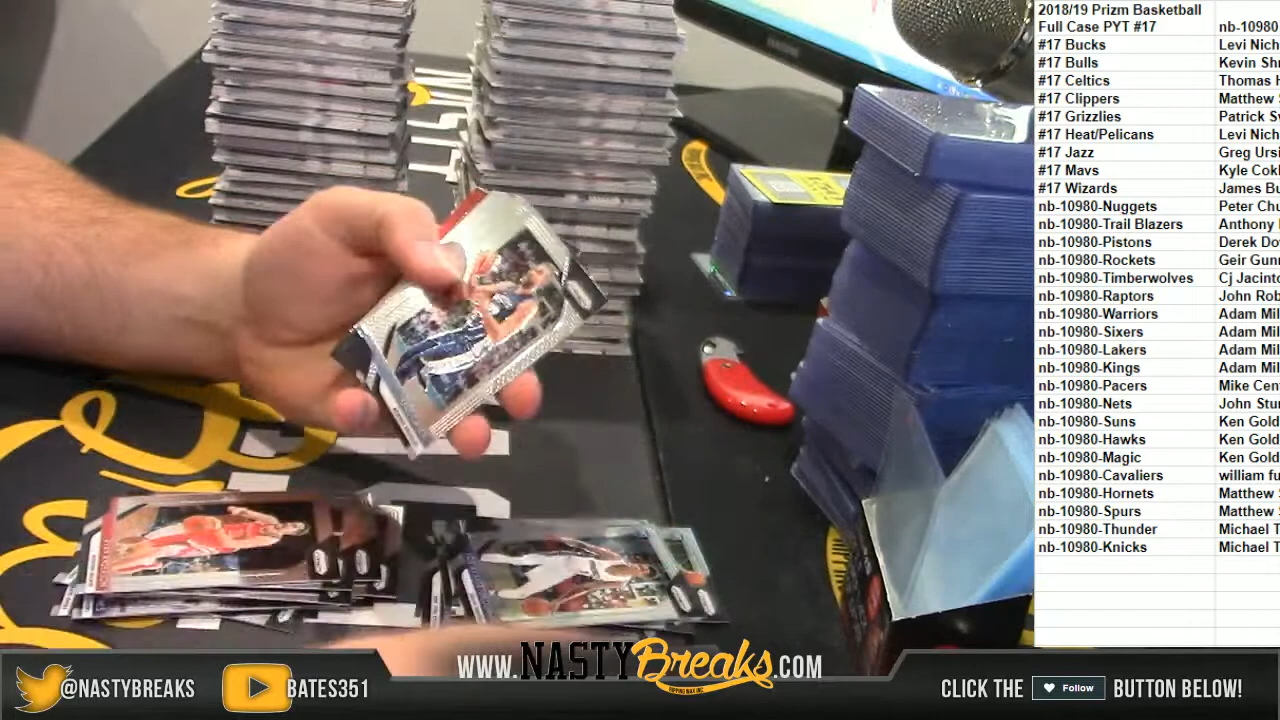 2018/19 Prizm Basketball
Full Case PYT #17 nb-10980
#17 Bucks Levi Nich
#17 Bulls Kevin Shr
#17 Celtics Thomas H
#17 Clippers Matthew
#17 Grizzlies Patrick Sw
#17 Heat/Pelicans Levi Nich
#17 Jazz Greg Ursi
#17 Mavs Kyle Cokl
#17 Wizards James Bu
nb-10980-Nuggets Peter Chu
nb-10980-Trail Blazers Anthony
nb-10980-Pistons Derek Do
nb-10980-Rockets Geir Gunn
nb-10980-Timberwolves Cj Jacinto
nb-10980-Raptors John Rob
nb-10980-Warriors Adam Mil
nb-10980-Sixers Adam Mil
nb-10980-Lakers Adam Mil
nb-10980-Kings Adam Mil
nb-10980-Pacers Mike Cen
nb-10980-Nets John Stur
nb-10980-Suns Ken Gold
nb-10980-Hawks Ken Gold
nb-10980-Magic Ken Gold
nb-10980-Cavaliers william fu
nb-10980-Hornets Matthew
nb-10980-Spurs Matthew
nb-10980-Thunder Michael T
nb-10980-Knicks Michael T
@NASTYBREAKS BATES351 WWW.NASTYBreaks.COM CLICK THE Follow BUTTON BELOW!